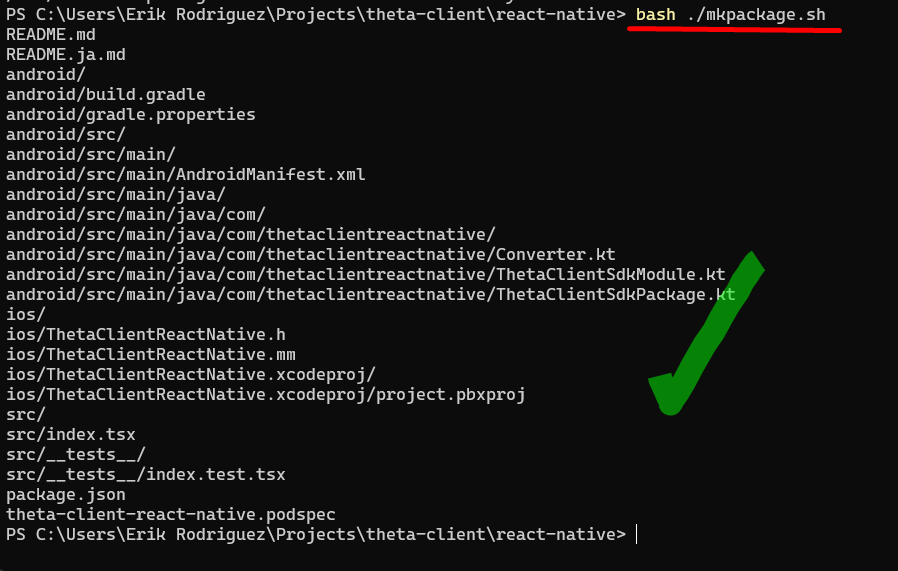 PS C:\Users\Erik Rodriguez\Projects\theta-client\react-native> bash ./mkpackage.sh
README.md
README.ja.md
android/
android/build.gradle
android/gradle.properties
android/src/
android/src/main/
android/src/main/AndroidManifest.xml
android/src/main/java/
android/src/main/java/com/
android/src/main/java/com/thetaclientreactnative/
android/src/main/java/com/thetaclientreactnative/Converter.kt
android/src/main/java/com/thetaclientreactnative/ThetaClientSdkModule.kt
android/src/main/java/com/thetaclientreactnative/ThetaClientSdkPackage.kt
ios/
ios/ThetaClientReactNative.h
ios/ThetaClientReactNative.mm
ios/ThetaClientReactNative.xcodeproj/
ios/ThetaClientReactNative.xcodeproj/project.pbxproj
src/
src/index.tsx
src/__tests__/
src/__tests__/index.test.tsx
package.json
theta-client-react-native.podspec
PS C:\Users\Erik Rodriguez\Projects\theta-client\react-native>